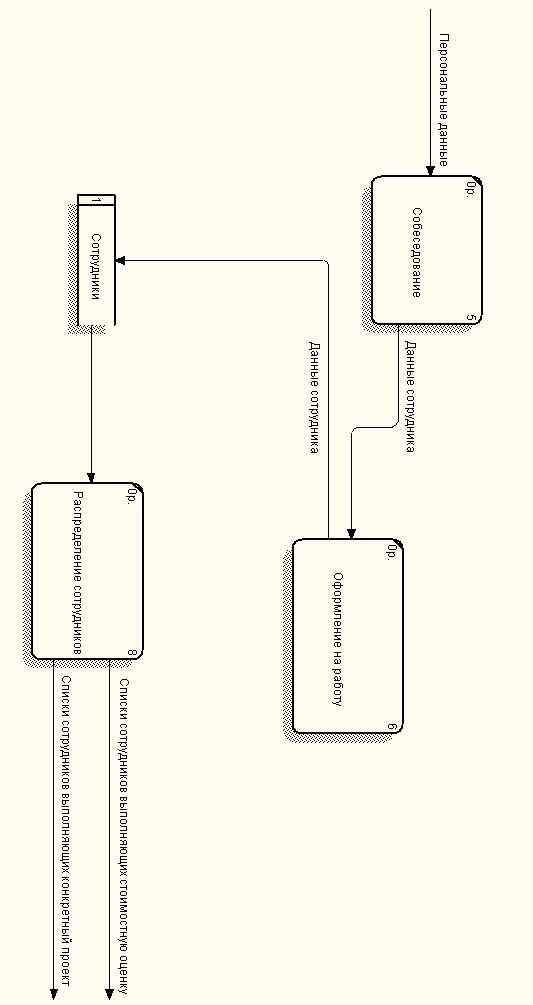 Персональные данные
0р.
Собеседование
5
Данные сотрудника
0р.
Оформление на работу
6
Данные сотрудника
1
Сотрудники
0р.
Распределение сотрудников
8
Списки сотрудников выполняющих стоимостную оценку
Списки сотрудников выполняющих конкретный проект